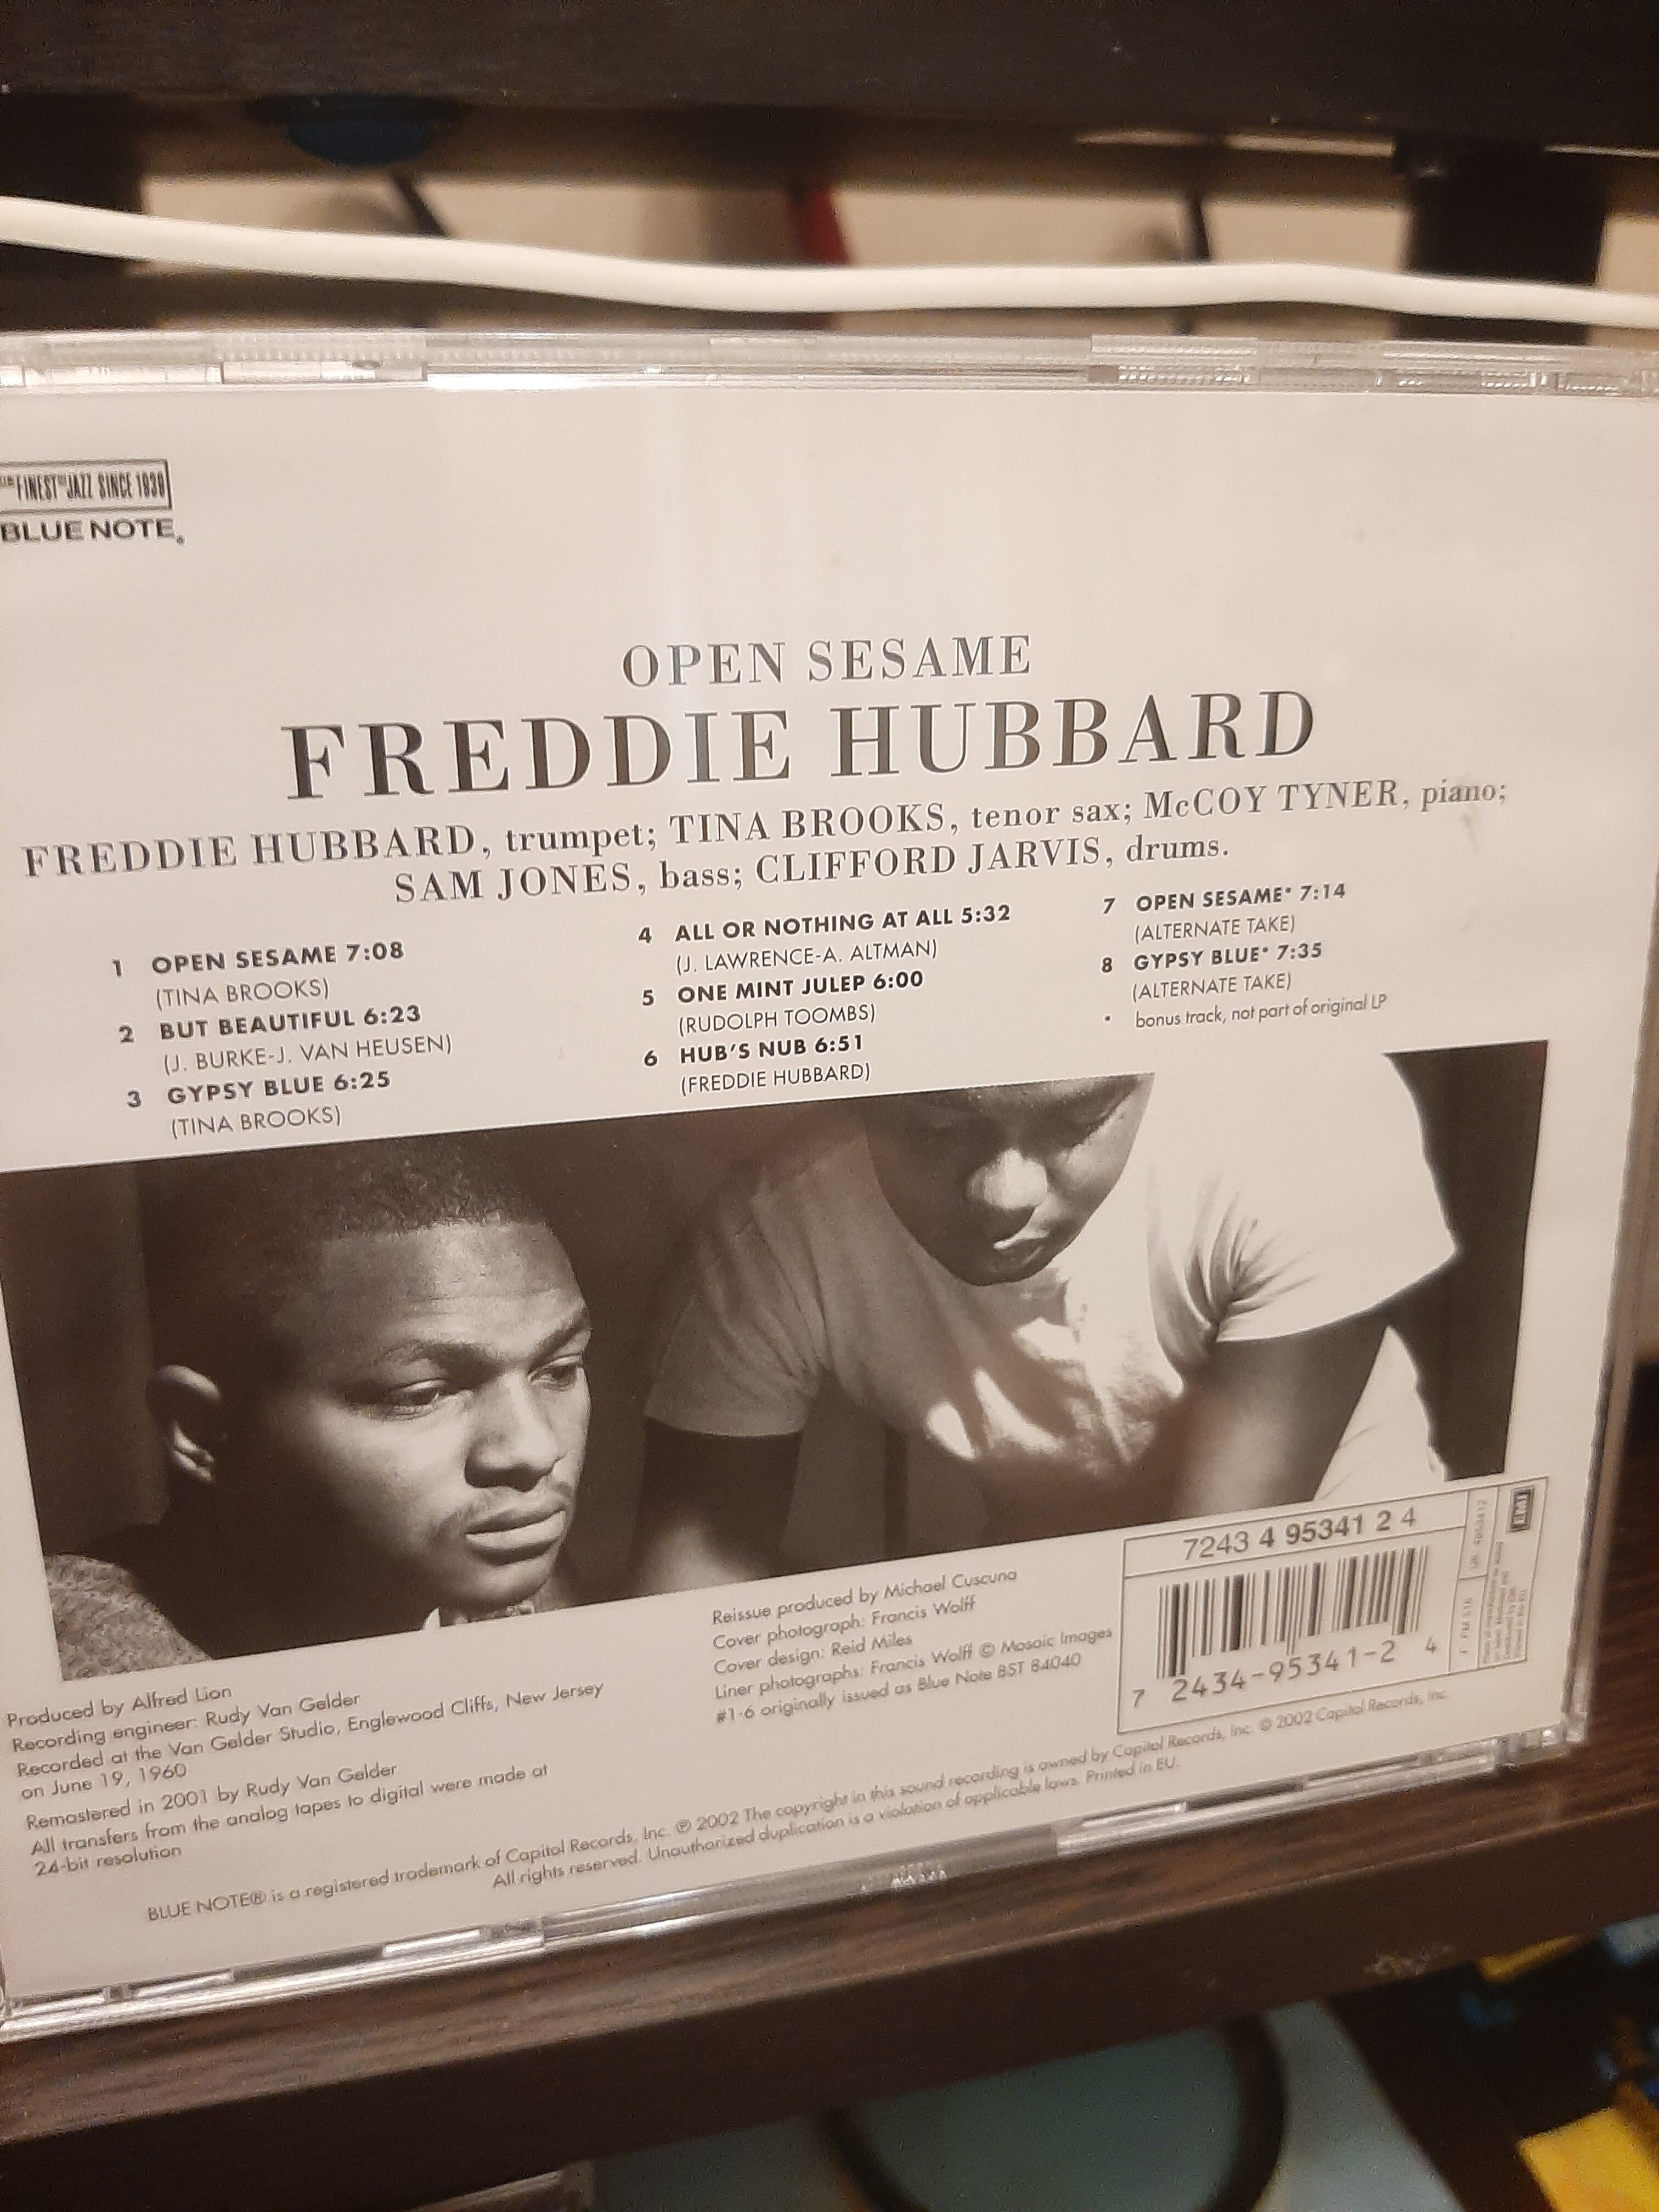 THE FINEST IN JAZZ SINCE 1939
BLUE NOTE®
OPEN SESAME
FREDDIE HUBBARD
FREDDIE HUBBARD, trumpet; TINA BROOKS, tenor sax; McCOY TYNER, piano;
SAM JONES, bass; CLIFFORD JARVIS, drums.
1 OPEN SESAME 7:08
(TINA BROOKS)
2 BUT BEAUTIFUL 6:23
(J. BURKE-J. VAN HEUSEN)
3 GYPSY BLUE 6:25
(TINA BROOKS)
4 ALL OR NOTHING AT ALL 5:32
(J. LAWRENCE-A. ALTMAN)
5 ONE MINT JULEP 6:00
(RUDOLPH TOOMBS)
6 HUB'S NUB 6:51
(FREDDIE HUBBARD)
7 OPEN SESAME* 7:14
(ALTERNATE TAKE)
8 GYPSY BLUE* 7:35
(ALTERNATE TAKE)
* bonus track, not part of original LP
Produced by Alfred Lion
Recording engineer: Rudy Van Gelder
Recorded at the Van Gelder Studio, Englewood Cliffs, New Jersey
on June 19, 1960
Remastered in 2001 by Rudy Van Gelder
All transfers from the analog tapes to digital were made at
24-bit resolution
Reissue produced by Michael Cuscuna
Cover photograph: Francis Wolff
Cover design: Reid Miles
Liner photographs: Francis Wolff © Mosaic Images
#1-6 originally issued as Blue Note BST 84040
7243 4 95341 2 4
7 2434-95341-2 4
EMI
BLUE NOTE® is a registered trademark of Capitol Records, Inc. ℗ 2002 The copyright in this sound recording is owned by Capitol Records, Inc. © 2002 Capitol Records, Inc.
All rights reserved. Unauthorized duplication is a violation of applicable laws. Printed in EU.